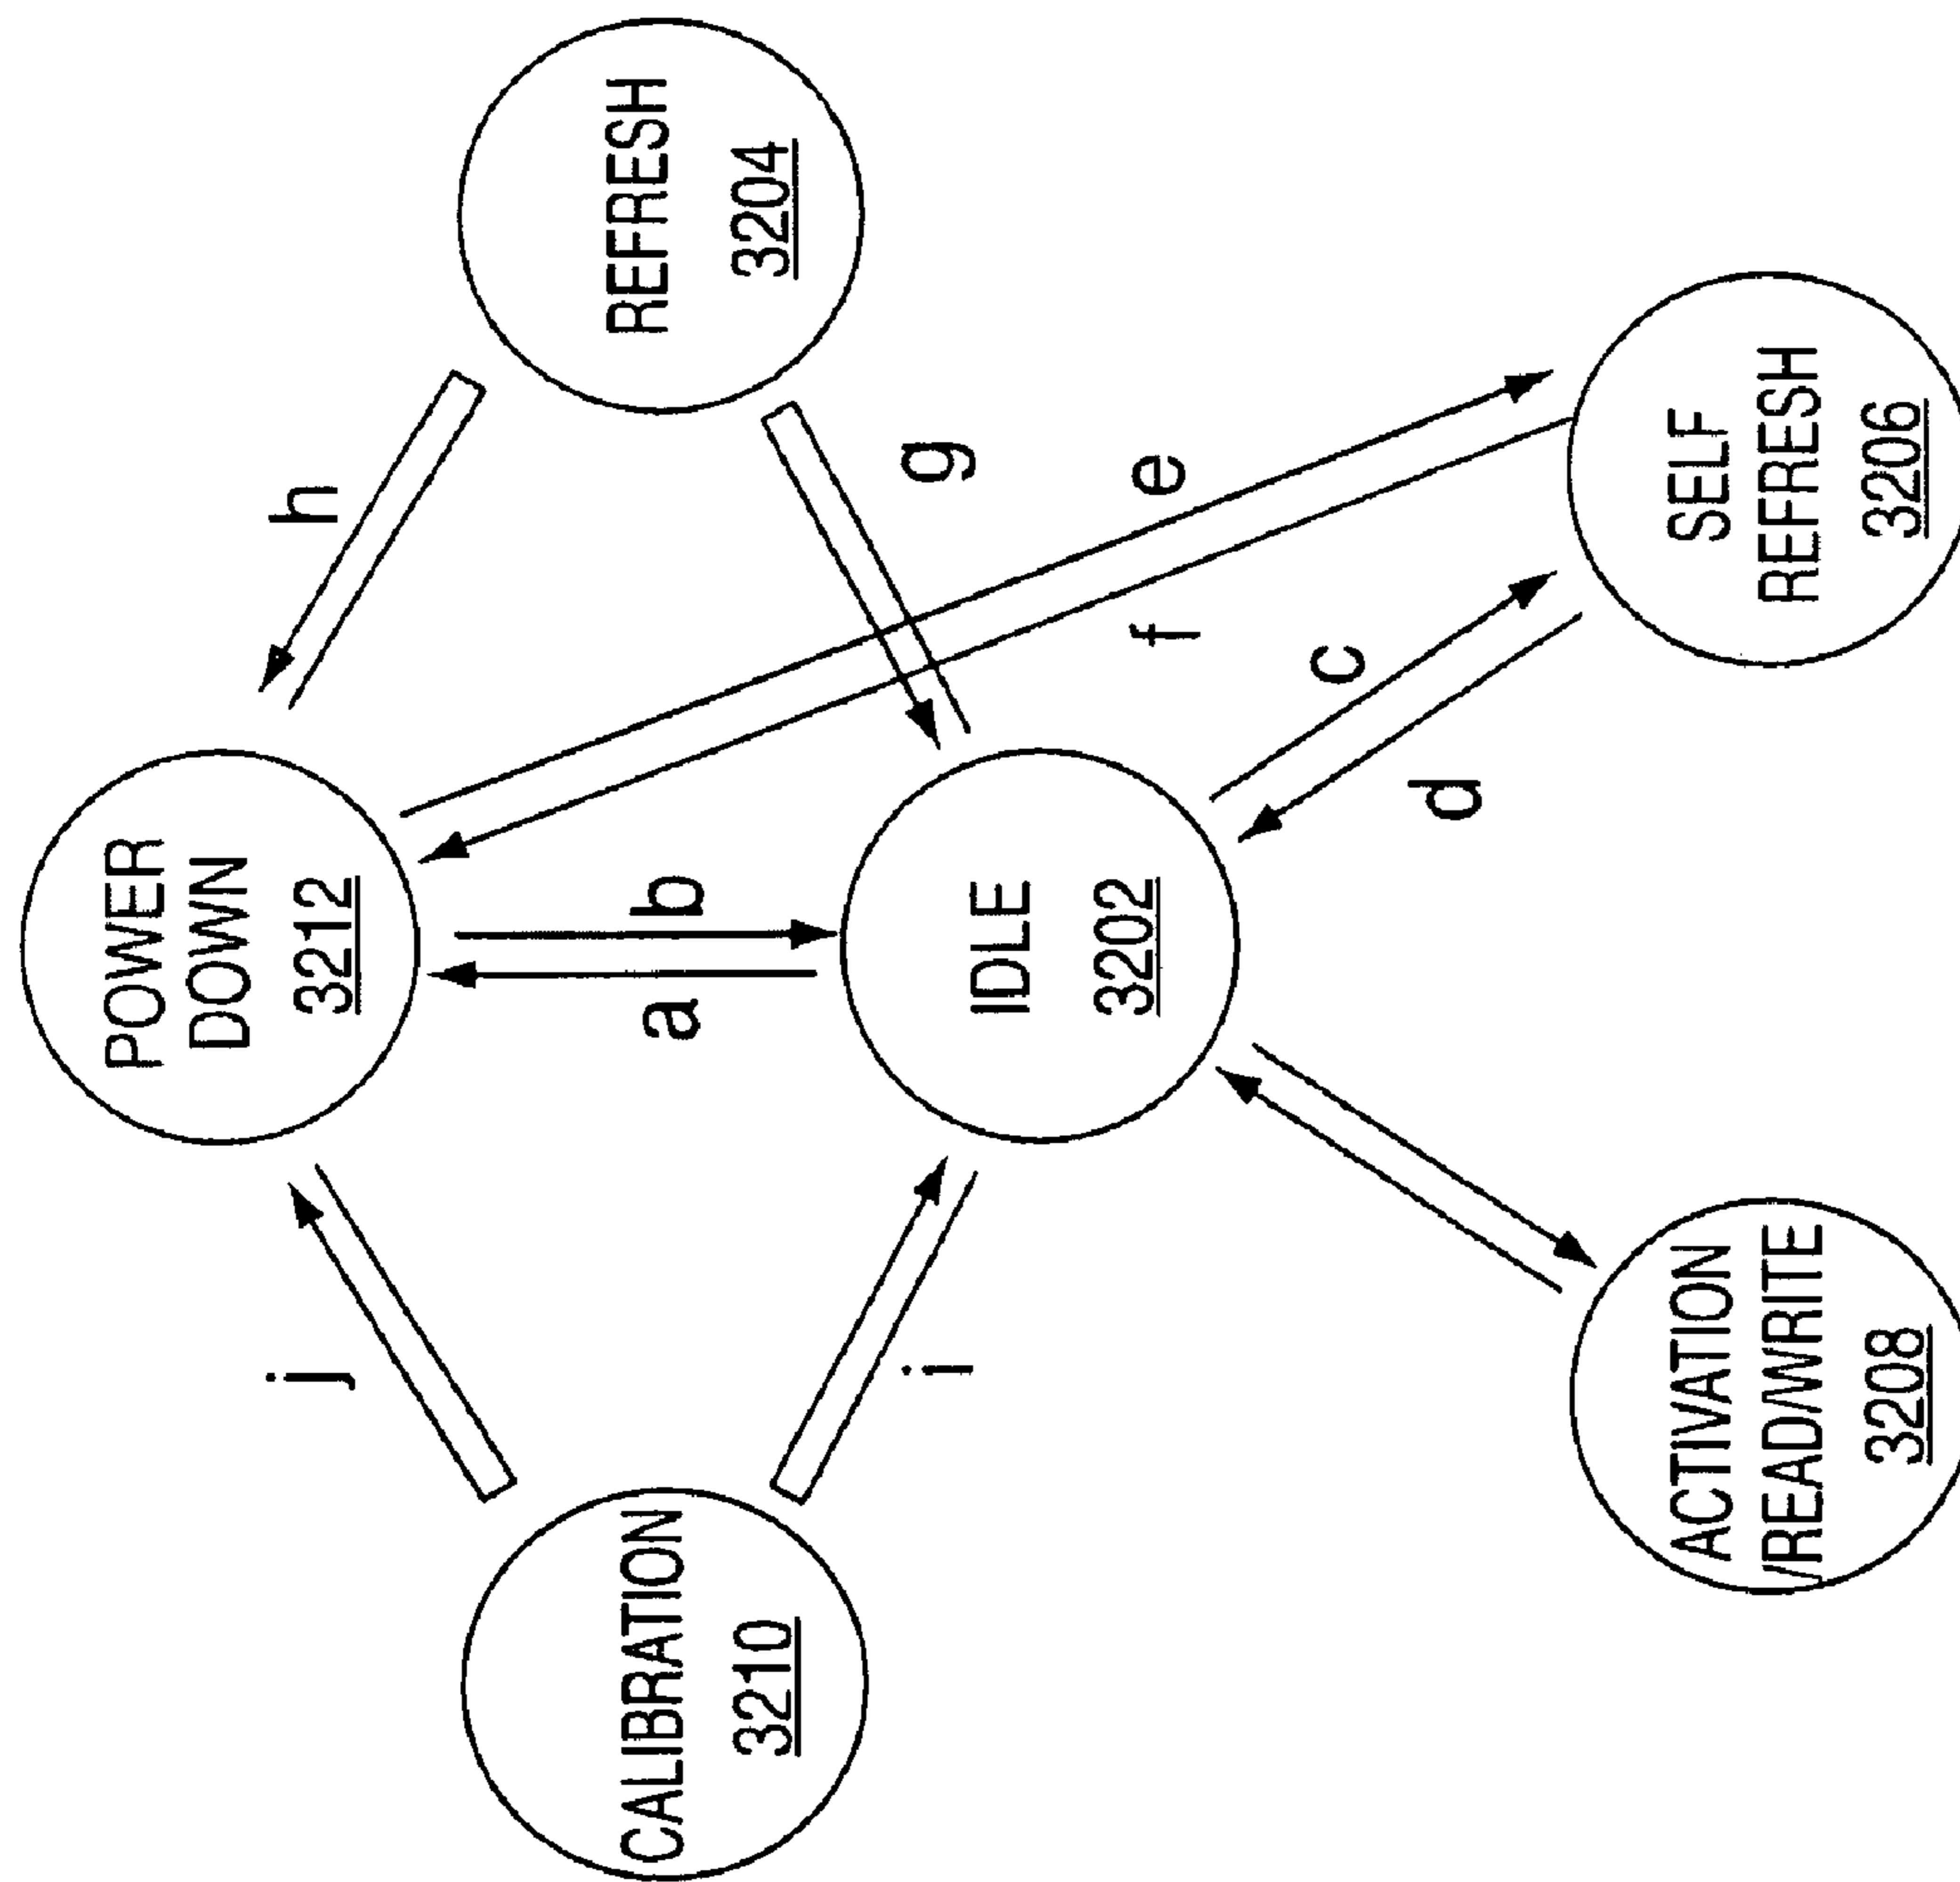 REFRESH
3204
h
g
e
f
SELF
REFRESH
3206
c
d
POWER
DOWN
3212
b
a
IDLE
3202
j
i
ACTIVATION
/READ/WRITE
3208
CALIBRATION
3210